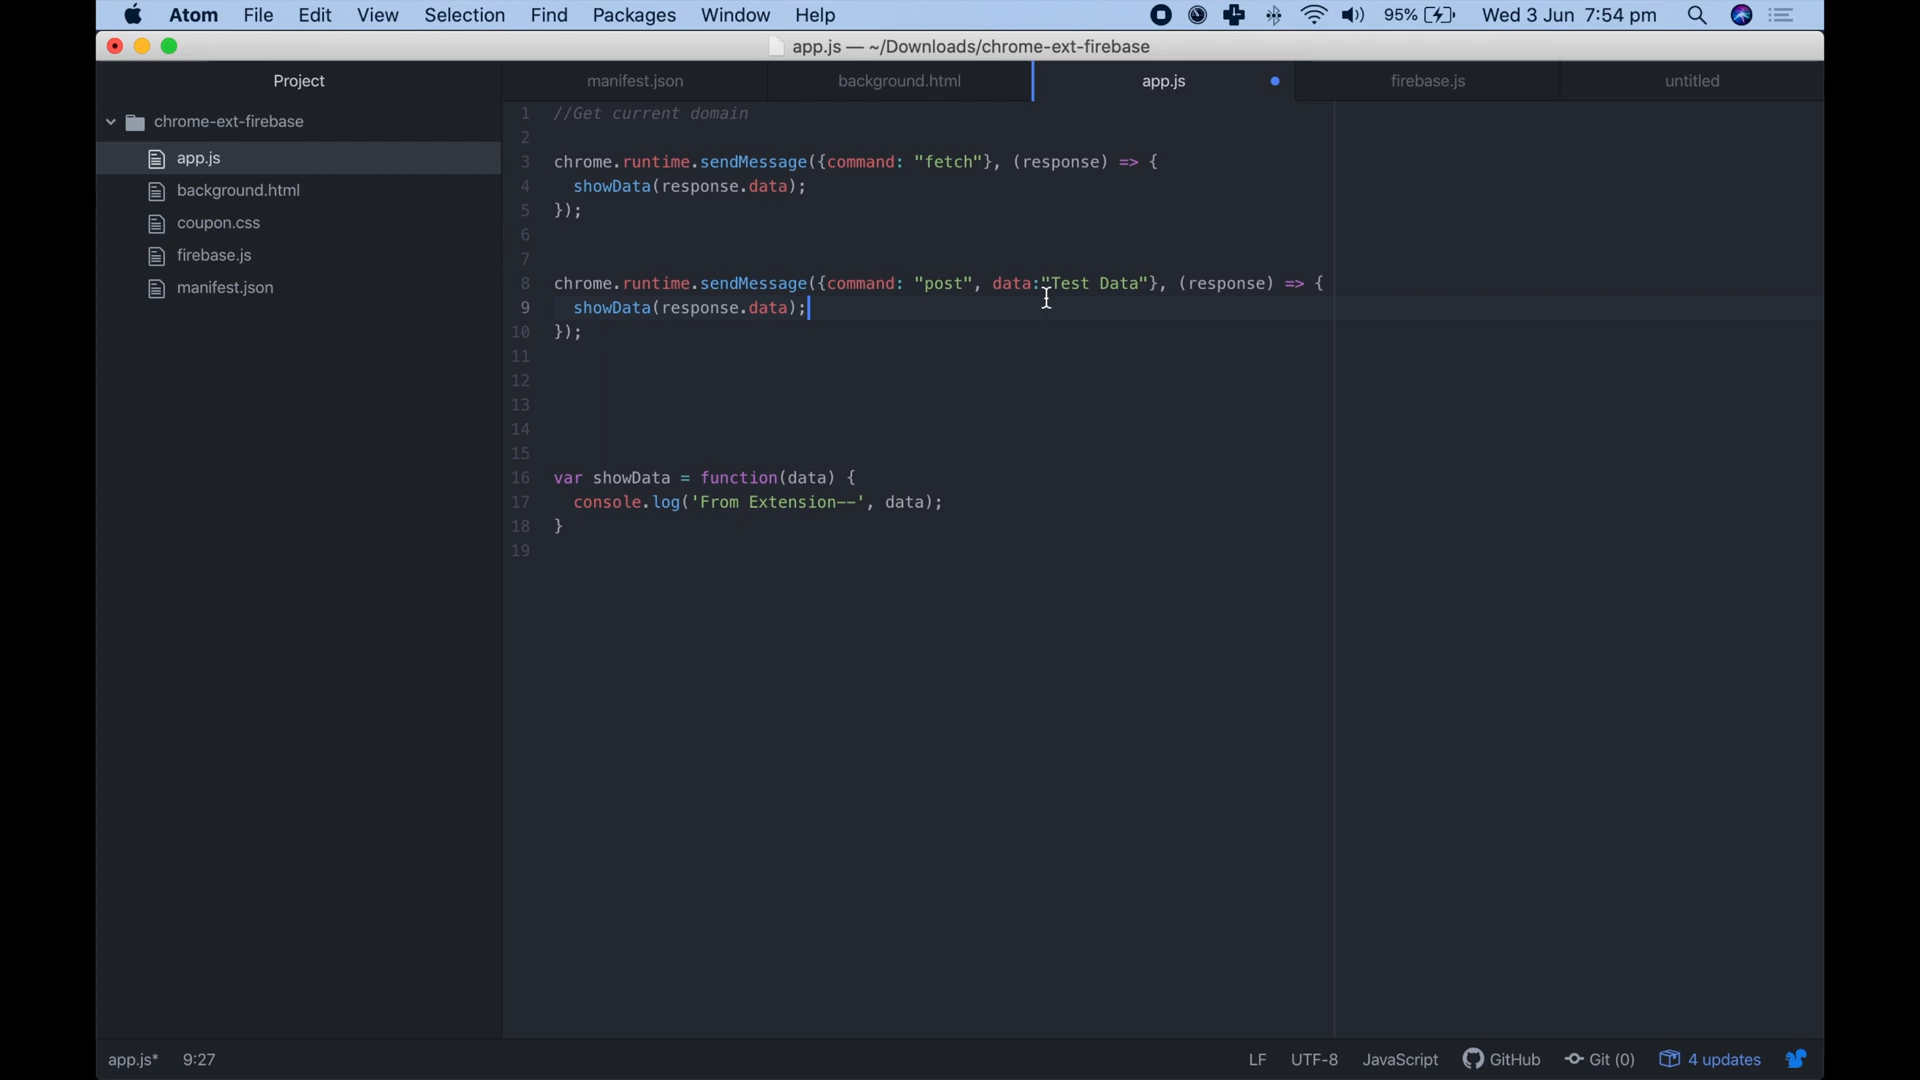 Atom File Edit View Selection Find Packages Window Help 95% Wed 3 Jun 7:54 pm
app.js — ~/Downloads/chrome-ext-firebase
Project manifest.json background.html app.js firebase.js untitled
chrome-ext-firebase
app.js
background.html
coupon.css
firebase.js
manifest.json
1 //Get current domain
2
3 chrome.runtime.sendMessage({command: "fetch"}, (response) => {
4 showData(response.data);
5 });
6
7
8 chrome.runtime.sendMessage({command: "post", data:"Test Data"}, (response) => {
9 showData(response.data);
10 });
11
12
13
14
15
16 var showData = function(data) {
17 console.log('From Extension--', data);
18 }
19
app.js* 9:27 LF UTF-8 JavaScript GitHub Git (0) 4 updates